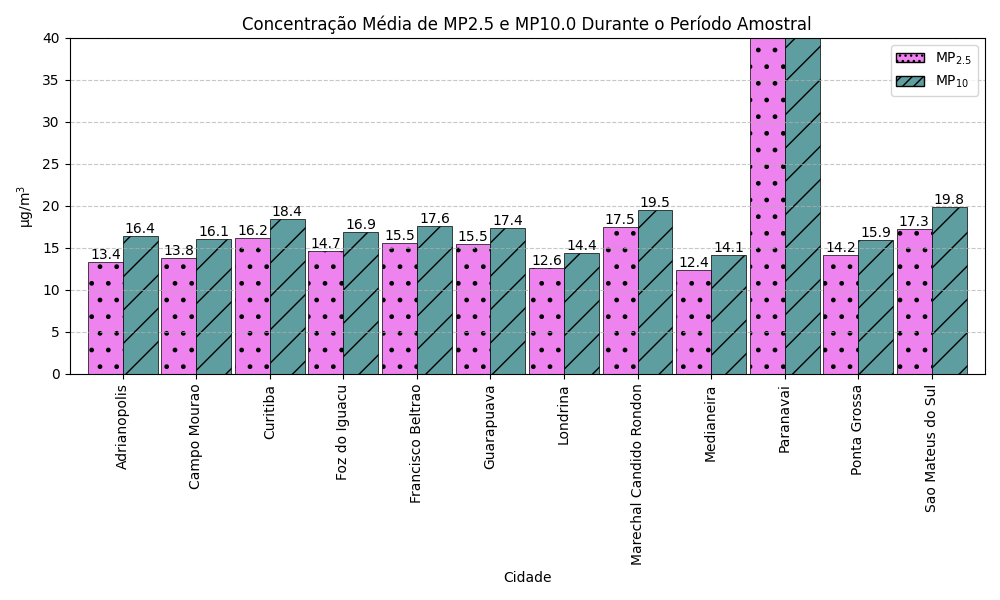 Concentração Média de MP2.5 e MP10.0 Durante o Período Amostral
µg/m³
40
35
30
25
20
15
10
5
0
MP₂.₅
MP₁₀
13.4
16.4
13.8
16.1
16.2
18.4
14.7
16.9
15.5
17.6
15.5
17.4
12.6
14.4
17.5
19.5
12.4
14.1
14.2
15.9
17.3
19.8
Adrianopolis
Campo Mourao
Curitiba
Foz do Iguacu
Francisco Beltrao
Guarapuava
Londrina
Marechal Candido Rondon
Medianeira
Paranavai
Ponta Grossa
Sao Mateus do Sul
Cidade